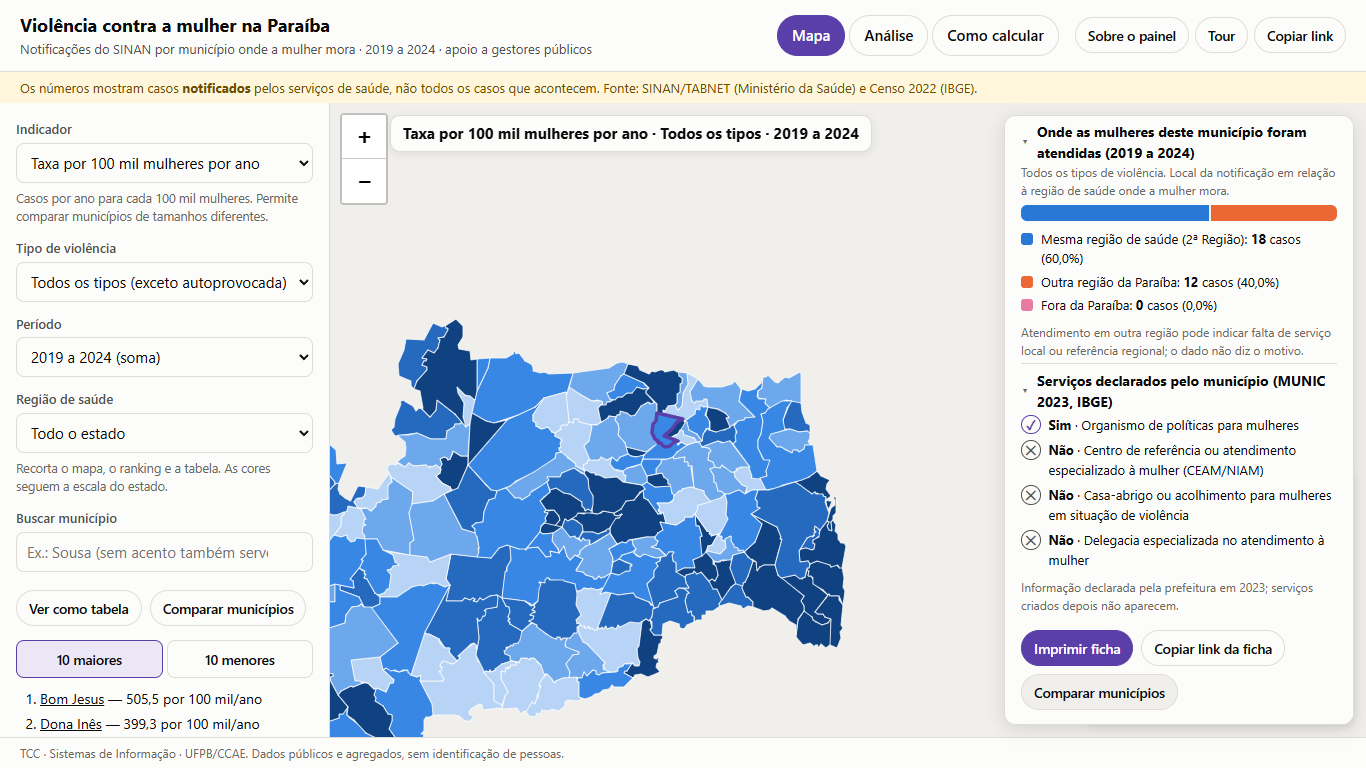 Violência contra a mulher na Paraíba
Notificações do SINAN por município onde a mulher mora · 2019 a 2024 · apoio a gestores públicos
Mapa
Análise
Como calcular
Sobre o painel
Tour
Copiar link
Os números mostram casos notificados pelos serviços de saúde, não todos os casos que acontecem. Fonte: SINAN/TABNET (Ministério da Saúde) e Censo 2022 (IBGE).
Indicador
Taxa por 100 mil mulheres por ano
Casos por ano para cada 100 mil mulheres. Permite
comparar municípios de tamanhos diferentes.
Tipo de violência
Todos os tipos (exceto autoprovocada)
Período
2019 a 2024 (soma)
Região de saúde
Todo o estado
Recorta o mapa, o ranking e a tabela. As cores
seguem a escala do estado.
Buscar município
Ex.: Sousa (sem acento também serve
Ver como tabela
Comparar municípios
10 maiores
10 menores
1. Bom Jesus — 505,5 por 100 mil/ano
2. Dona Inês — 399,3 por 100 mil/ano
+
−
Taxa por 100 mil mulheres por ano · Todos os tipos · 2019 a 2024
Onde as mulheres deste município foram
atendidas (2019 a 2024)
Todos os tipos de violência. Local da notificação em relação
à região de saúde onde a mulher mora.
Mesma região de saúde (2ª Região): 18 casos
(60,0%)
Outra região da Paraíba: 12 casos (40,0%)
Fora da Paraíba: 0 casos (0,0%)
Atendimento em outra região pode indicar falta de serviço
local ou referência regional; o dado não diz o motivo.
Serviços declarados pelo município (MUNIC
2023, IBGE)
Sim · Organismo de políticas para mulheres
Não · Centro de referência ou atendimento
especializado à mulher (CEAM/NIAM)
Não · Casa-abrigo ou acolhimento para mulheres
em situação de violência
Não · Delegacia especializada no atendimento à
mulher
Informação declarada pela prefeitura em 2023; serviços
criados depois não aparecem.
Imprimir ficha
Copiar link da ficha
Comparar municípios
TCC · Sistemas de Informação · UFPB/CCAE. Dados públicos e agregados, sem identificação de pessoas.